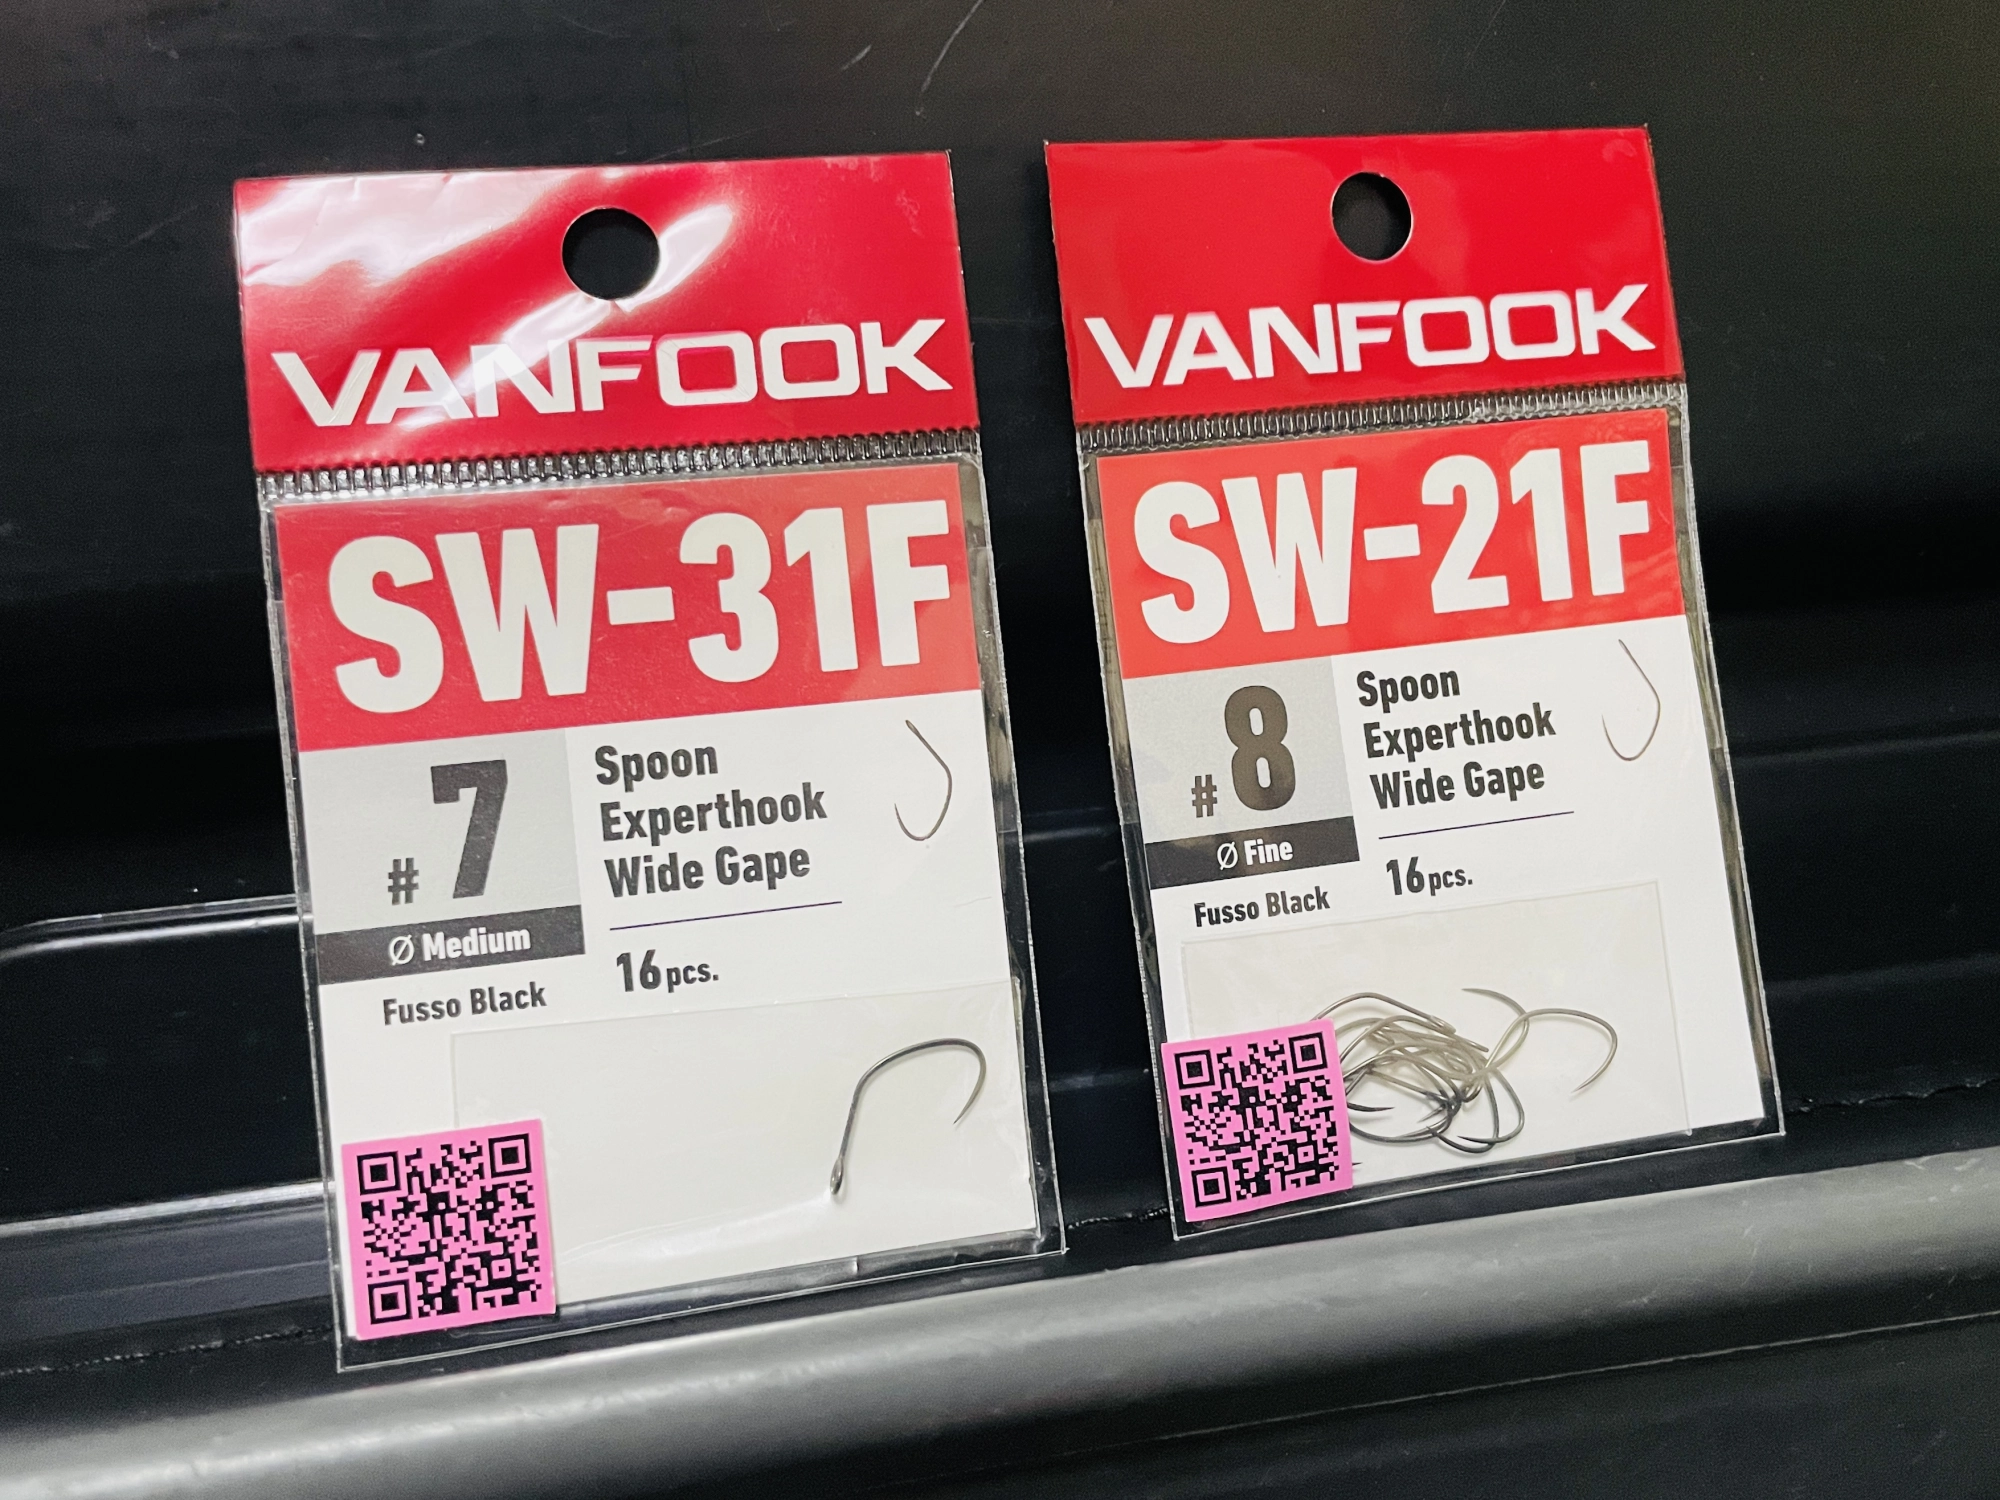 VANFOOK
SW-31F
#7
Ø Medium
Fusso Black
Spoon
Experthook
Wide Gape
16pcs.
VANFOOK
SW-21F
#8
Ø Fine
Fusso Black
Spoon
Experthook
Wide Gape
16pcs.